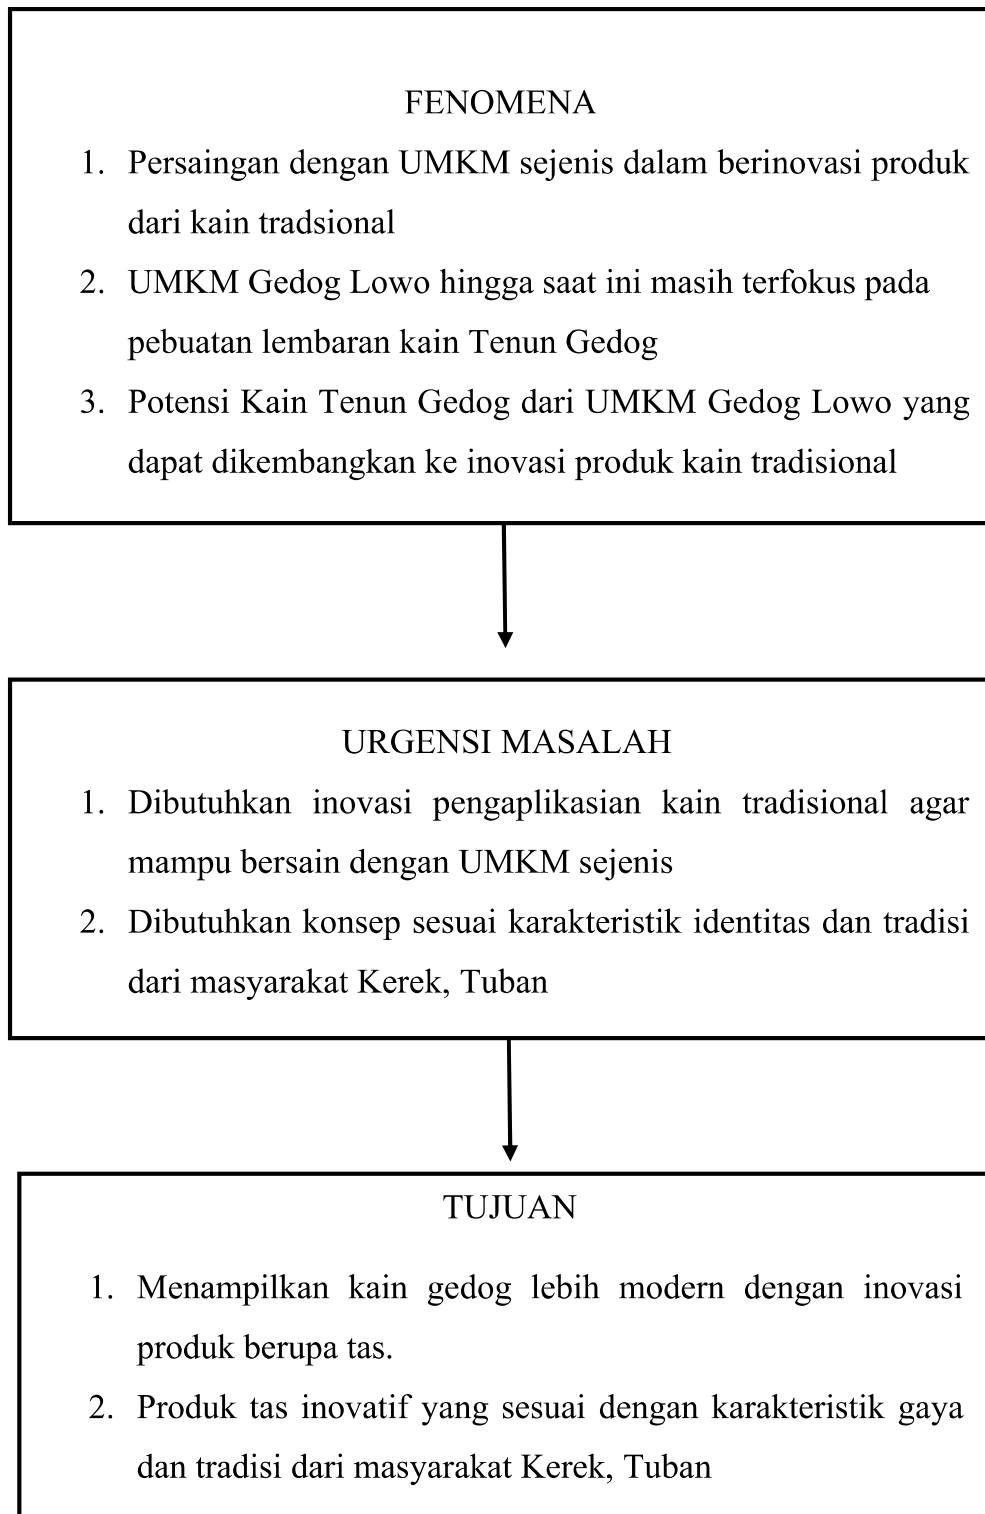 FENOMENA
1. Persaingan dengan UMKM sejenis dalam berinovasi produk
dari kain tradsional
2. UMKM Gedog Lowo hingga saat ini masih terfokus pada
pebuatan lembaran kain Tenun Gedog
3. Potensi Kain Tenun Gedog dari UMKM Gedog Lowo yang
dapat dikembangkan ke inovasi produk kain tradisional
URGENSI MASALAH
1. Dibutuhkan inovasi pengaplikasian kain tradisional agar
mampu bersain dengan UMKM sejenis
2. Dibutuhkan konsep sesuai karakteristik identitas dan tradisi
dari masyarakat Kerek, Tuban
TUJUAN
1. Menampilkan kain gedog lebih modern dengan inovasi
produk berupa tas.
2. Produk tas inovatif yang sesuai dengan karakteristik gaya
dan tradisi dari masyarakat Kerek, Tuban